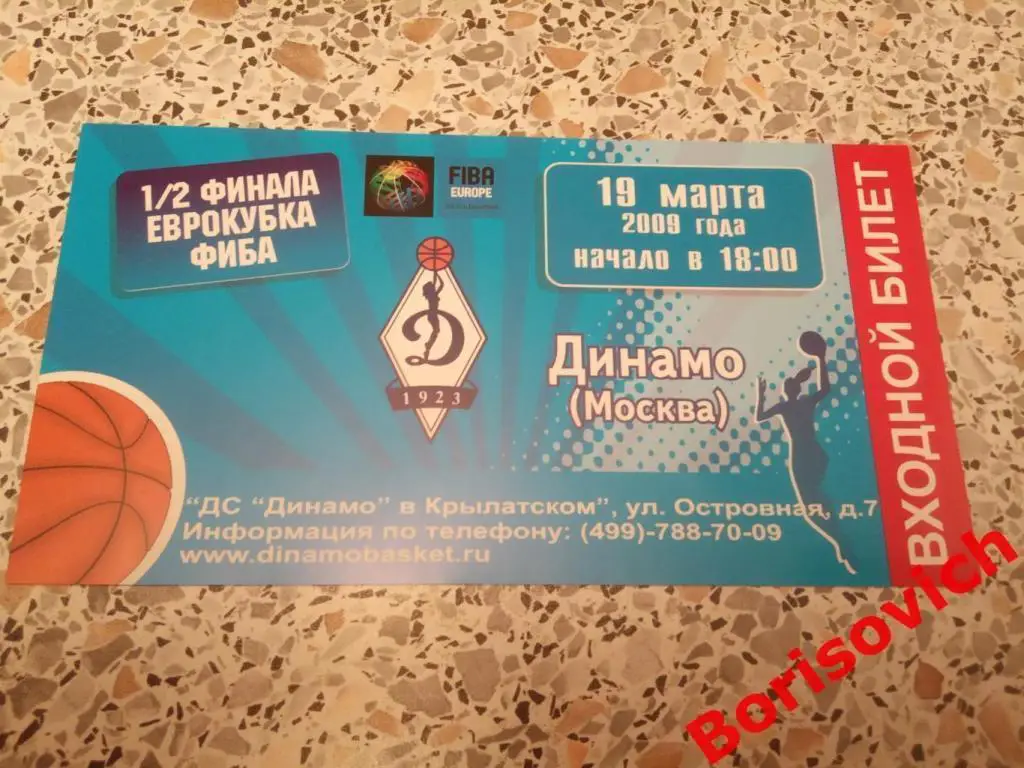 1/2 ФИНАЛА
ЕВРОКУБКА
ФИБА
FIBA
EUROPE
19 марта
2009 года
начало в 18:00
Д
1923
Динамо
(Москва)
"ДС "Динамо" в Крылатском", ул. Островная, д.7
Информация по телефону: (499)-788-70-09
www.dinamobasket.ru
ВХОДНОЙ БИЛЕТ
Borisovich